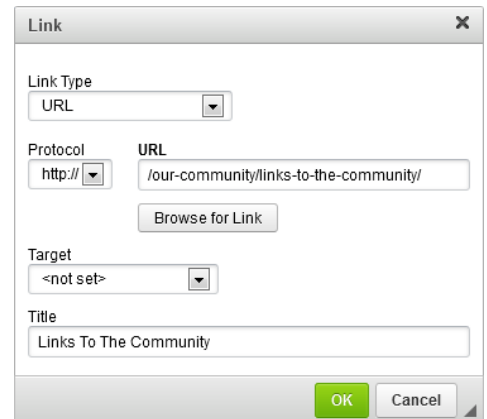 Link
Link Type
URL
Protocol URL
http:// /our-community/links-to-the-community/
Browse for Link
Target
<not set>
Title
Links To The Community
OK Cancel